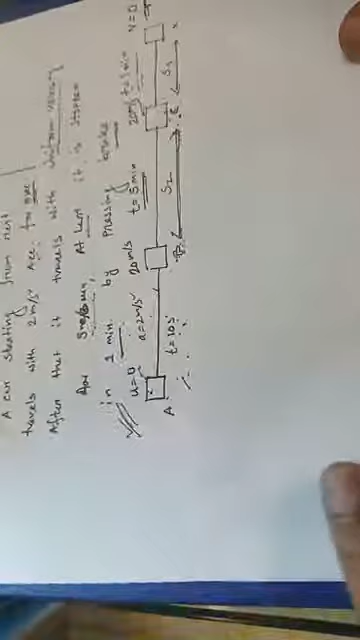 A car starting from rest
travels with 2 m/s² acc. for 10s
After that it travels with uniform velocity
for 5 min. At last it is stopped
in 1 min. by pressing brake
u=0 a=2m/s² 20m/s t=5min 20m/s v=0
A t=10s B S₂ C S₃